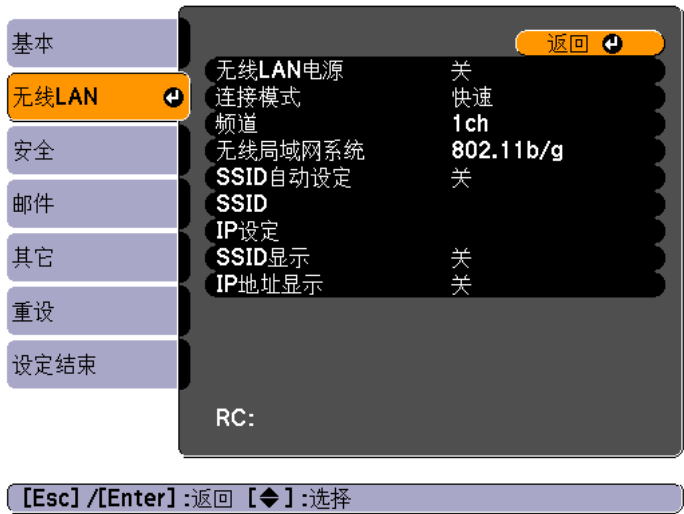 基本
无线LAN
安全
邮件
其它
重设
设定结束
返回
无线LAN电源 关
连接模式 快速
频道 1ch
无线局域网系统 802.11b/g
SSID自动设定 关
SSID
IP设定
SSID显示 关
IP地址显示 关
RC:
[Esc] /[Enter] :返回 [◆] :选择